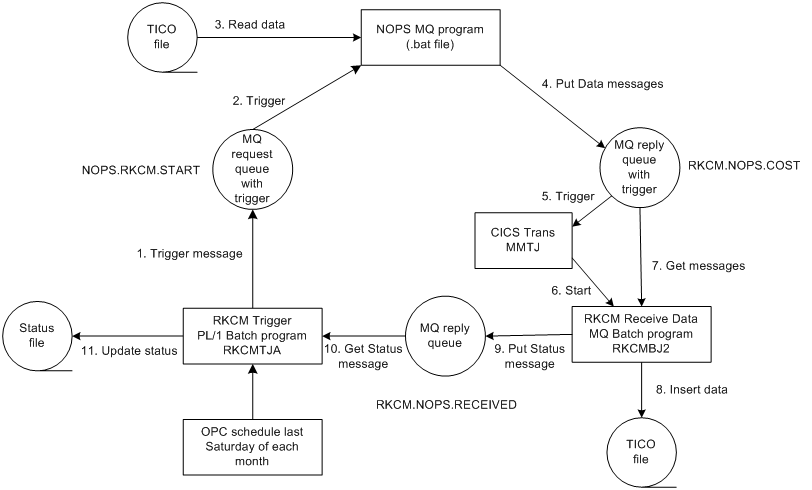 TICO
file
3. Read data
NOPS MQ program
(.bat file)
2. Trigger
4. Put Data messages
MQ
request
queue
with
trigger
NOPS.RKCM.START
MQ reply
queue
with
trigger
RKCM.NOPS.COST
5. Trigger
CICS Trans
MMTJ
1. Trigger message
7. Get messages
6. Start
Status
file
RKCM Trigger
PL/1 Batch program
RKCMTJA
MQ reply
queue
RKCM Receive Data
MQ Batch program
RKCMBJ2
11. Update status
10. Get Status
message
9. Put Status
message
8. Insert data
RKCM.NOPS.RECEIVED
OPC schedule last
Saturday of each
month
TICO
file